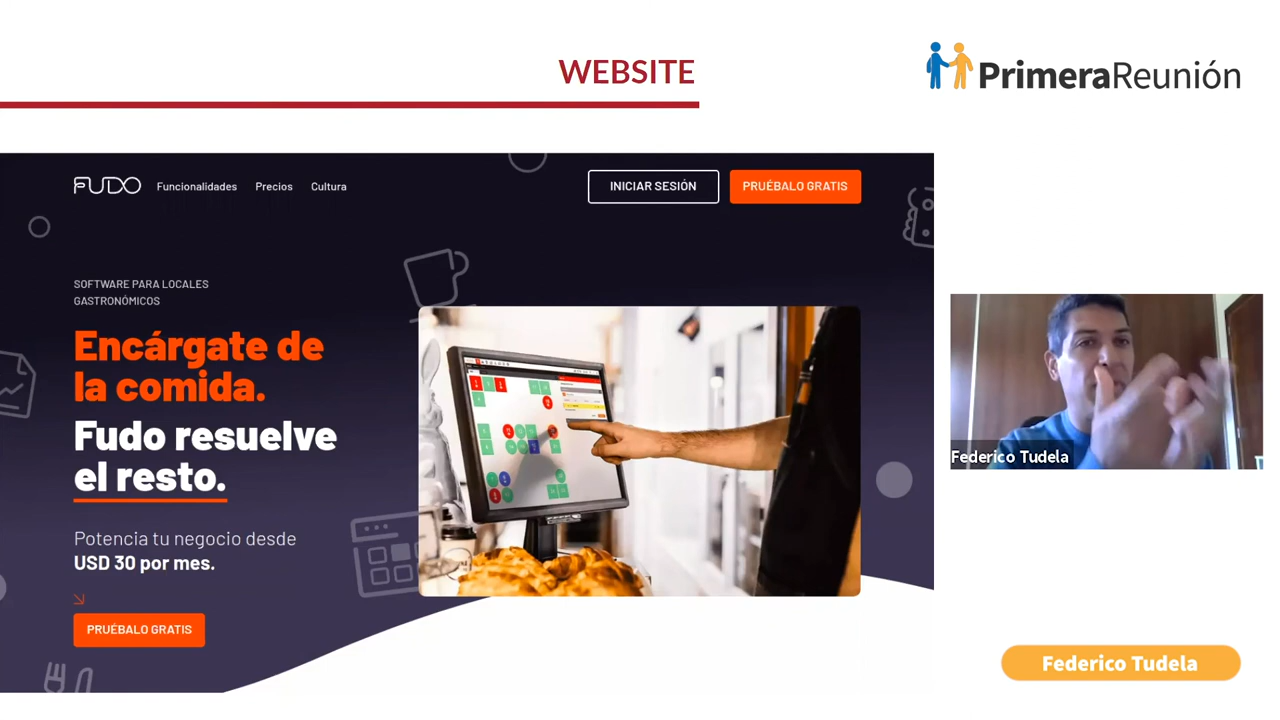 WEBSITE
PrimeraReunión
FUDO
Funcionalidades
Precios
Cultura
INICIAR SESIÓN
PRUÉBALO GRATIS
SOFTWARE PARA LOCALES
GASTRONÓMICOS
Encárgate de
la comida.
Fudo resuelve
el resto.
Potencia tu negocio desde
USD 30 por mes.
PRUÉBALO GRATIS
Federico Tudela
Federico Tudela